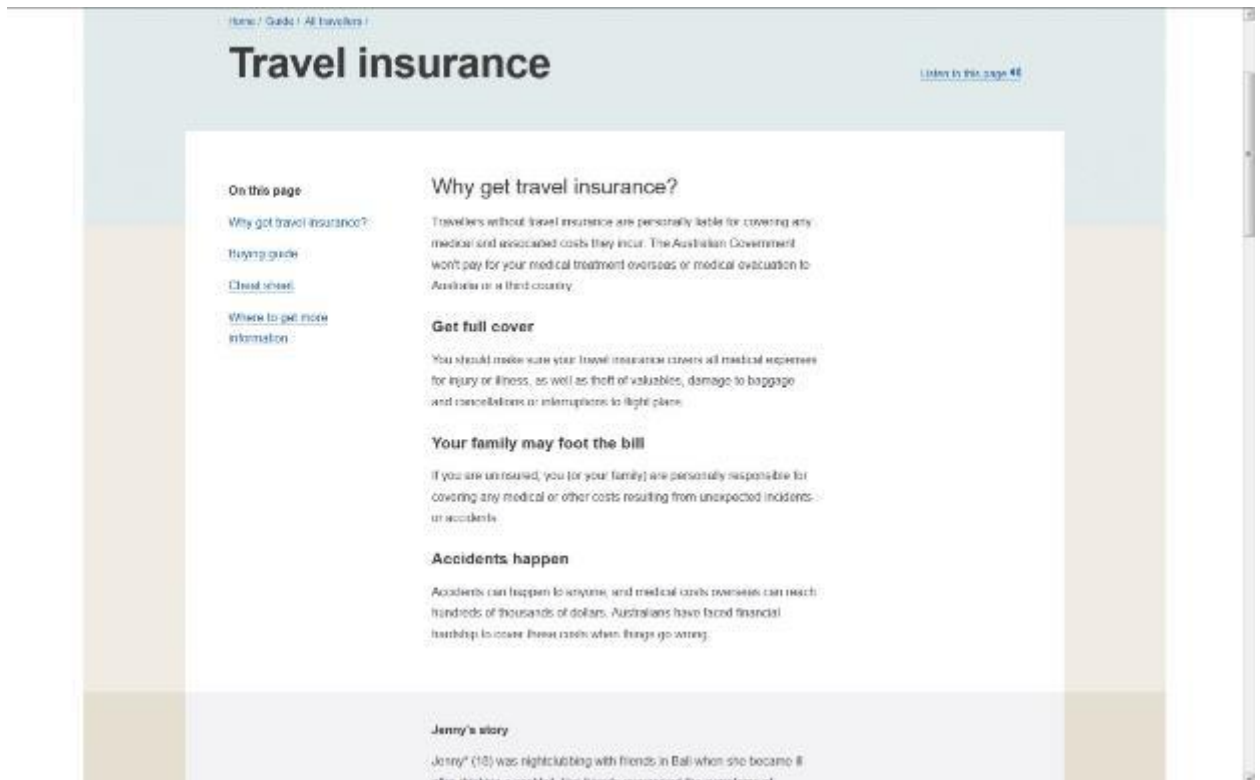 Home / Guide / All travellers /
Travel insurance
Listen to this page
On this page
Why get travel insurance?
Buying guide
Cheat sheet
Where to get more
information
Why get travel insurance?
Travellers without travel insurance are personally liable for covering any
medical and associated costs they incur. The Australian Government
won't pay for your medical treatment overseas or medical evacuation to
Australia or a third country.
Get full cover
You should make sure your travel insurance covers all medical expenses
for injury or illness, as well as theft of valuables, damage to baggage
and cancellations or interruptions to flight plans.
Your family may foot the bill
If you are uninsured, you (or your family) are personally responsible for
covering any medical or other costs resulting from unexpected incidents
or accidents.
Accidents happen
Accidents can happen to anyone, and medical costs overseas can reach
hundreds of thousands of dollars. Australians have faced financial
hardship to cover these costs when things go wrong.
Jenny's story
Jenny* (18) was nightclubbing with friends in Bali when she became ill